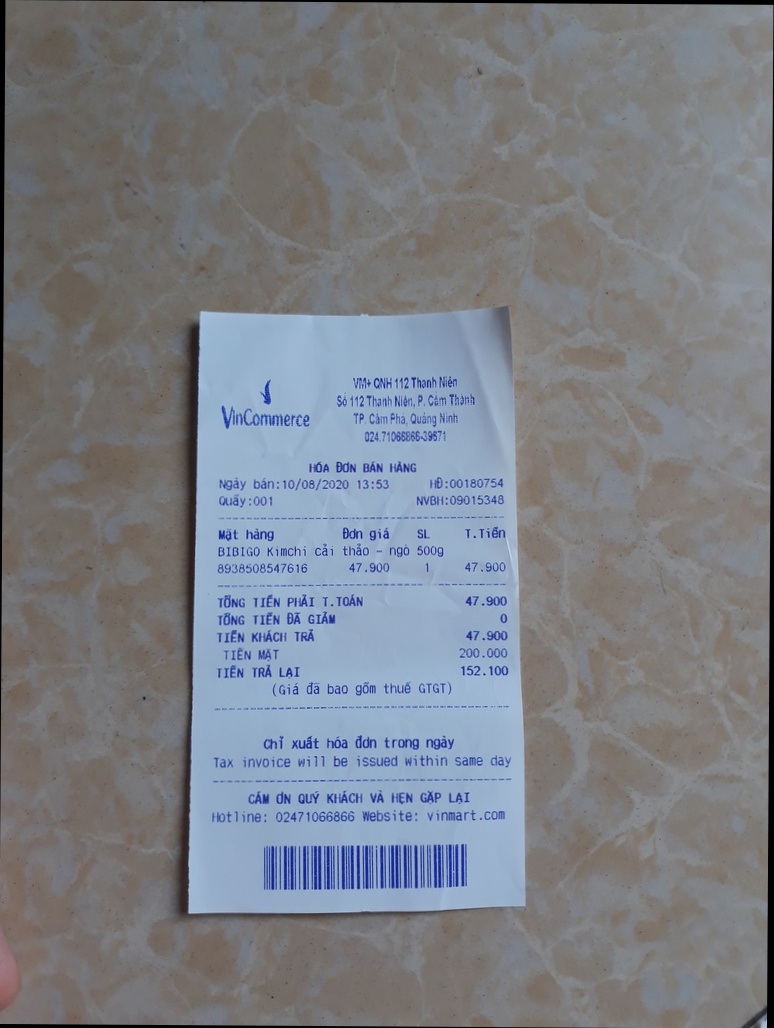 VinCommerce
VM+ QNH 112 Thanh Niên
Số 112 Thanh Niên, P. Cẩm Thành
TP. Cẩm Phả, Quảng Ninh
024.71066866-39671
HÓA ĐƠN BÁN HÀNG
Ngày bán:10/08/2020 13:53 HĐ:00180754
Quầy:001 NVBH:09015348
Mặt hàng Đơn giá SL T.Tiền
BIBIGO Kimchi cải thảo - ngò 500g
8938508547616 47.900 1 47.900
TỔNG TIỀN PHẢI T.TOÁN 47.900
TỔNG TIỀN ĐÃ GIẢM 0
TIỀN KHÁCH TRẢ 47.900
TIỀN MẶT 200.000
TIỀN TRẢ LẠI 152.100
(Giá đã bao gồm thuế GTGT)
Chỉ xuất hóa đơn trong ngày
Tax invoice will be issued within same day
CÁM ƠN QUÝ KHÁCH VÀ HẸN GẶP LẠI
Hotline: 02471066866 Website: vinmart.com